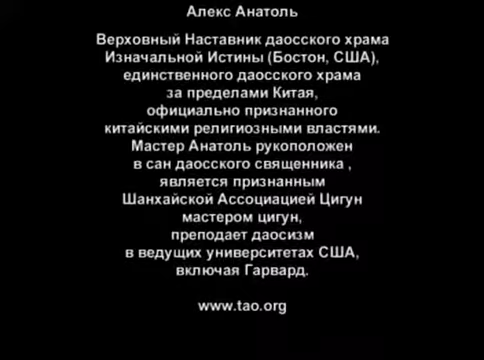 Алекс Анатоль
Верховный Наставник даосского храма
Изначальной Истины (Бостон, США),
единственного даосского храма
за пределами Китая,
официально признанного
китайскими религиозными властями.
Мастер Анатоль рукоположен
в сан даосского священника ,
является признанным
Шанхайской Ассоциацией Цигун
мастером цигун,
преподает даосизм
в ведущих университетах США,
включая Гарвард.
www.tao.org